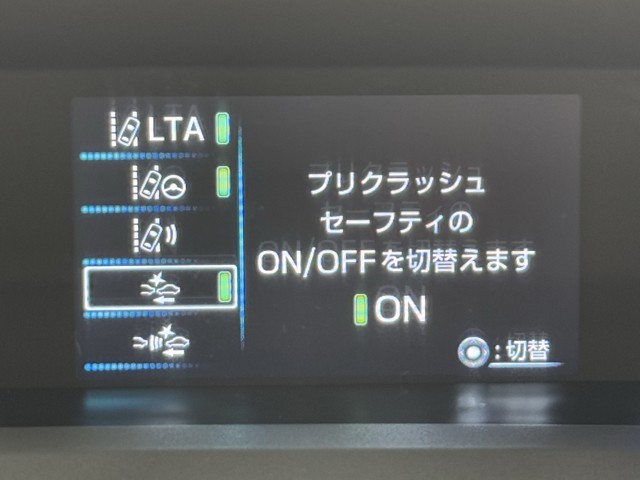 LTA
プリクラッシュ
セーフティの
ON/OFFを切替えます
ON
:切替